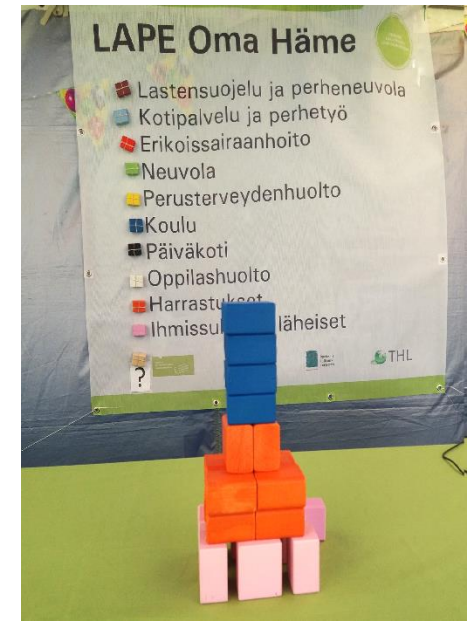 LAPE Oma Häme
Lastensuojelu ja perheneuvola
Kotipalvelu ja perhetyö
Erikoissairaanhoito
Neuvola
Perusterveydenhuolto
Koulu
Päiväkoti
Oppilashuolto
Harrastukset
läheiset
?
THL